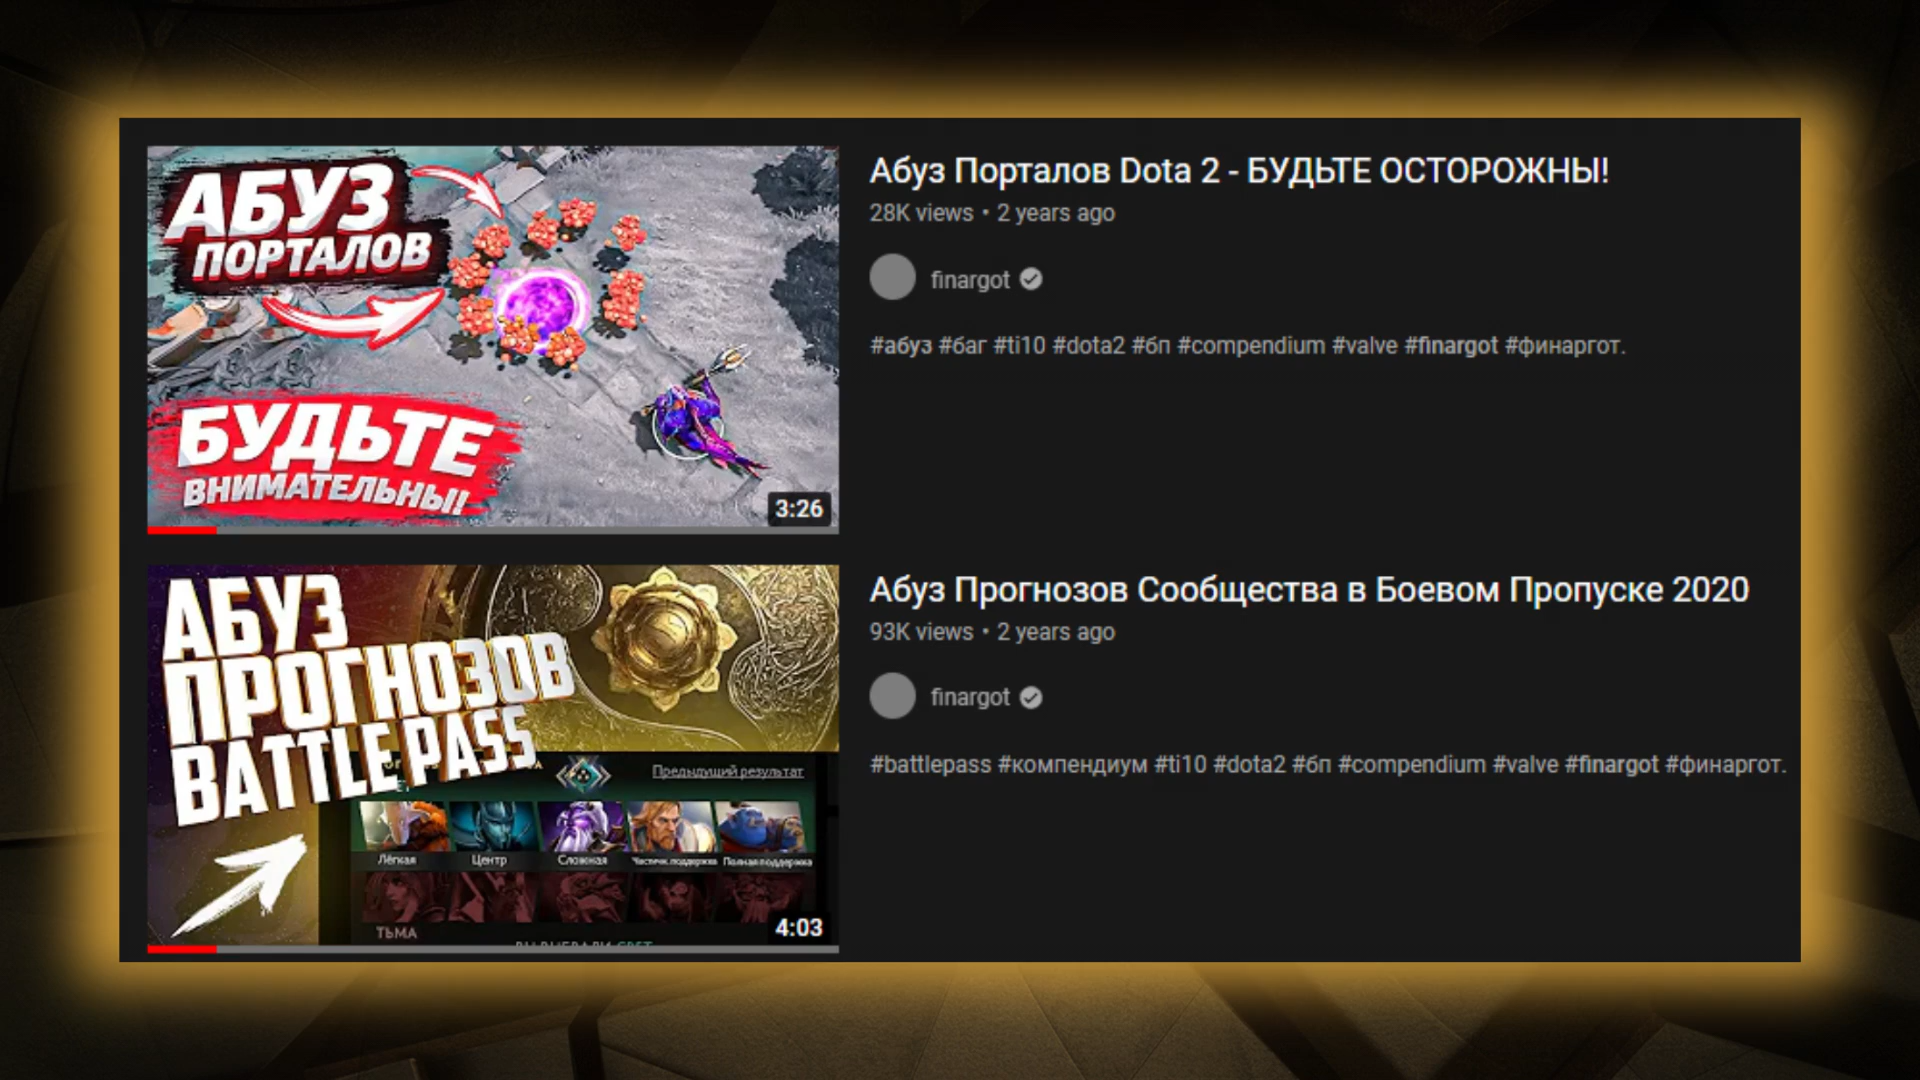 АБУЗ
ПОРТАЛОВ
БУДЬТЕ
ВНИМАТЕЛЬНЫ!
3:26
Абуз Порталов Dota 2 - БУДЬТЕ ОСТОРОЖНЫ!
28K views • 2 years ago
finargot
#абуз #баг #ti10 #dota2 #бп #compendium #valve #finargot #финаргот.
АБУЗ
ПРОГНОЗОВ
BATTLE PASS
Предыдущий результат
Лёгкая
Центр
Сложная
Частичн. поддержка
Полная поддержка
ТЬМА
4:03
Абуз Прогнозов Сообщества в Боевом Пропуске 2020
93K views • 2 years ago
finargot
#battlepass #компендиум #ti10 #dota2 #бп #compendium #valve #finargot #финаргот.